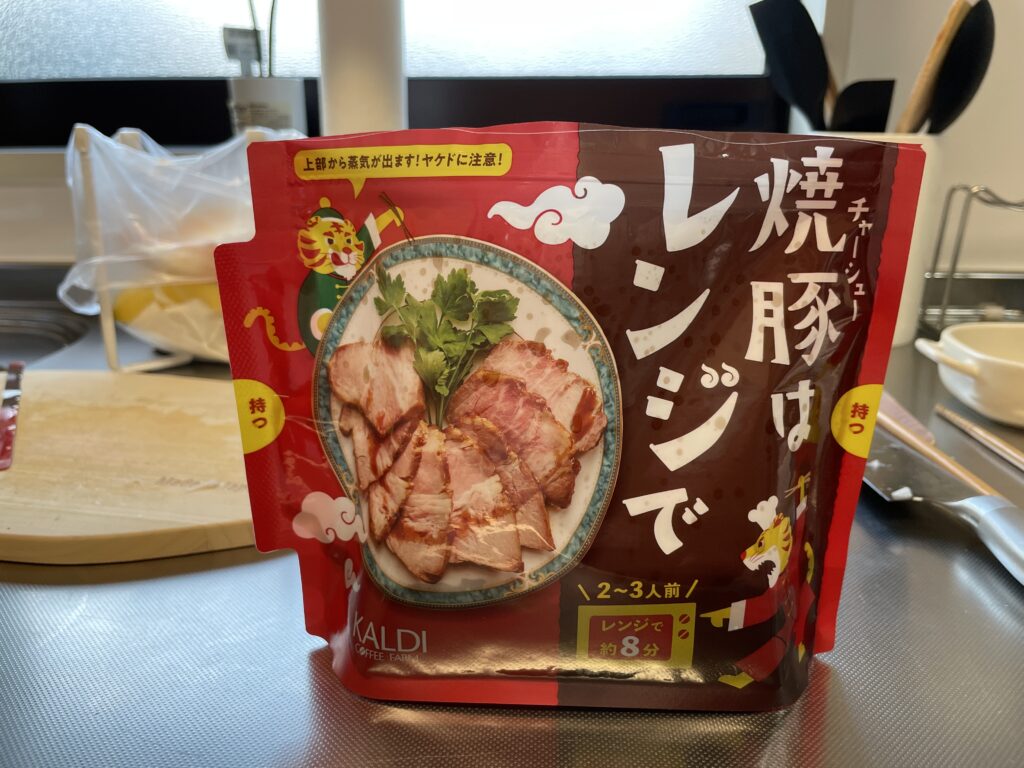 上部から蒸気が出ます!ヤケドに注意!
焼豚は
チャーシュー
レンジで
持つ
持つ
2~3人前
レンジで
約8分
KALDI
COFFEE FARM